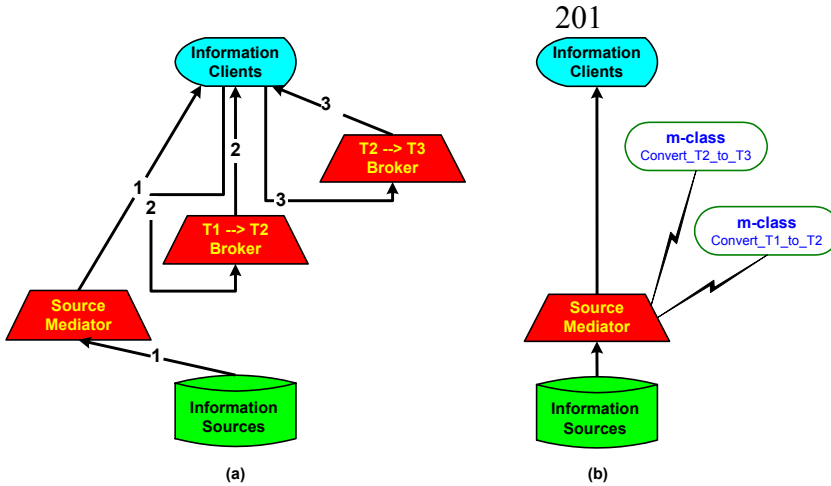 201
Information
Clients
3
T2 --> T3
Broker
2
1
2
3
T1 --> T2
Broker
Source
Mediator
1
Information
Sources
(a)
Information
Clients
m-class
Convert_T2_to_T3
m-class
Convert_T1_to_T2
Source
Mediator
Information
Sources
(b)